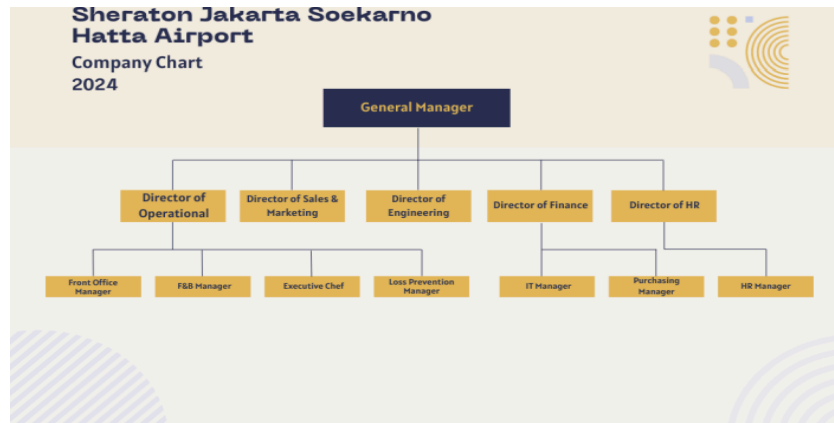 Sheraton Jakarta Soekarno
Hatta Airport
Company Chart
2024
General Manager
Director of
Operational
Director of Sales &
Marketing
Director of
Engineering
Director of Finance
Director of HR
Front Office
Manager
F&B Manager
Executive Chef
Loss Prevention
Manager
IT Manager
Purchasing
Manager
HR Manager